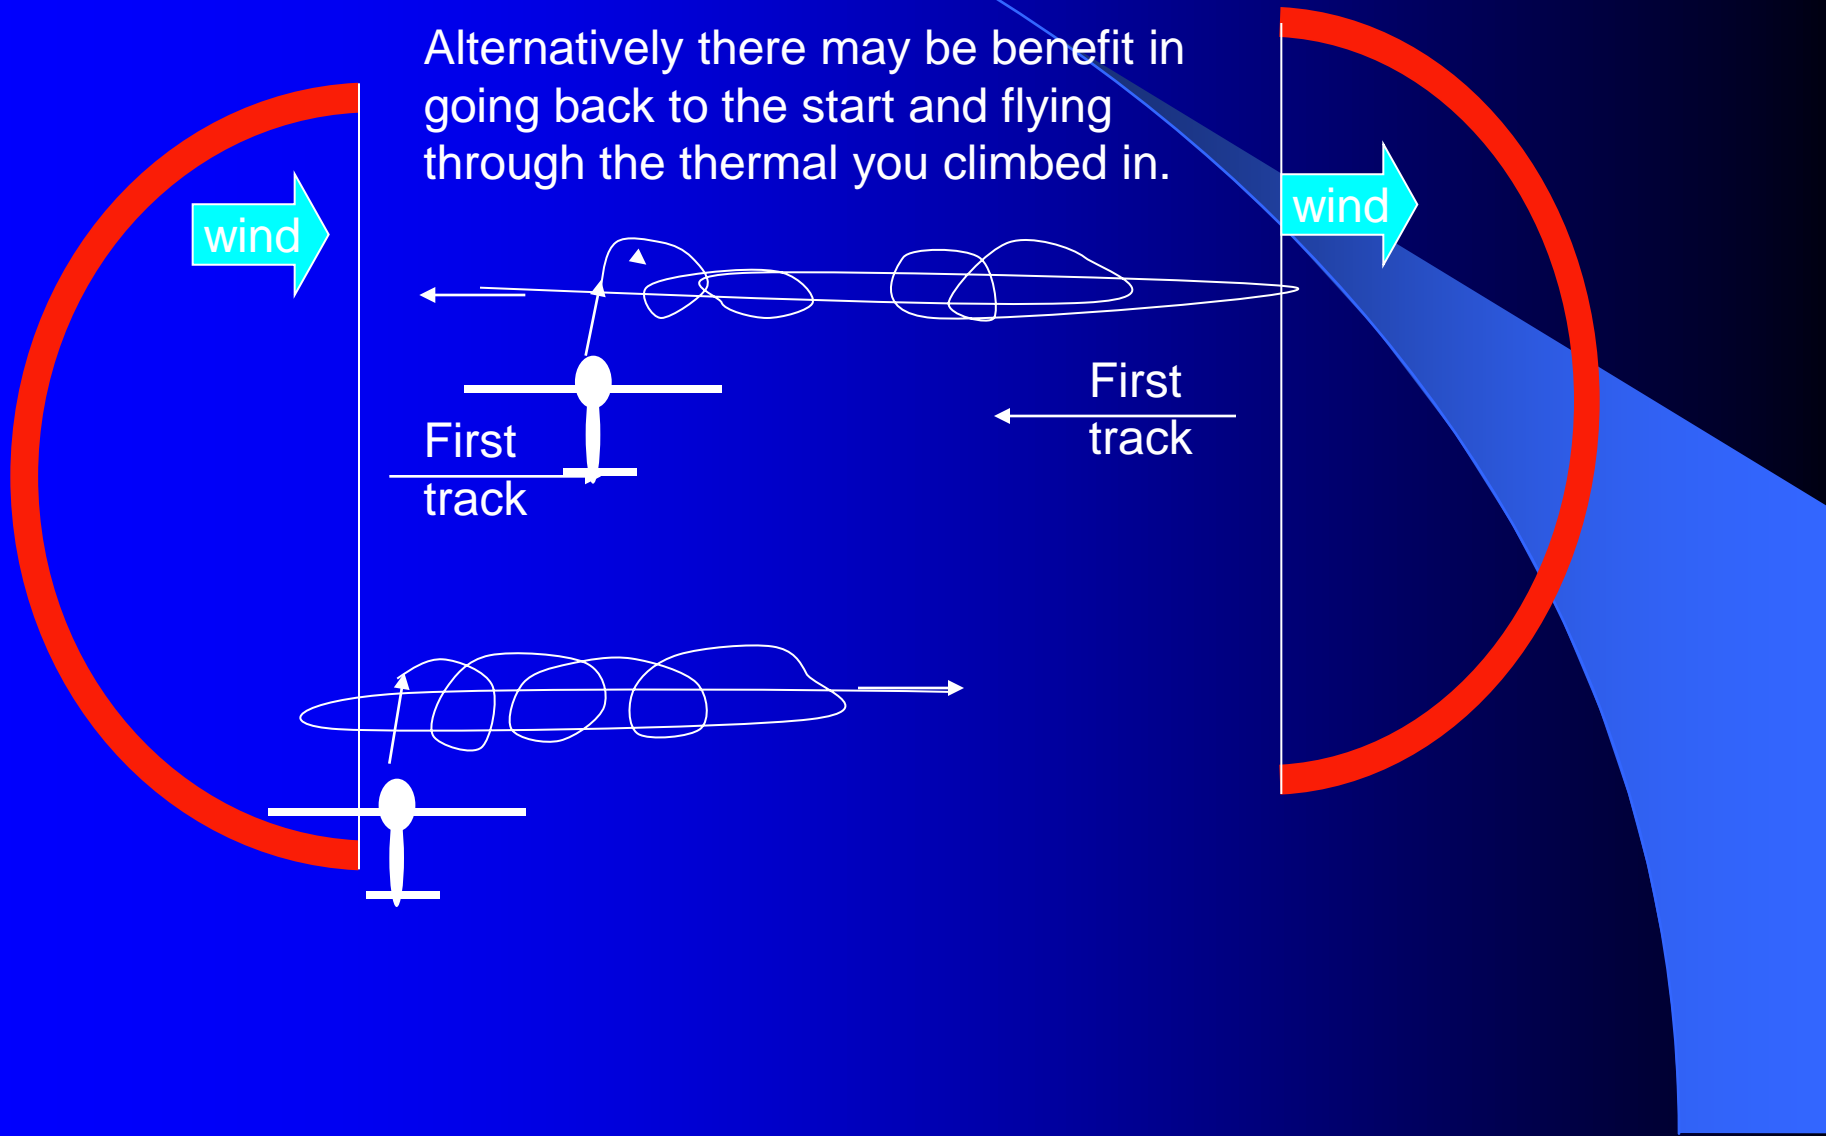 Alternatively there may be benefit in
going back to the start and flying
through the thermal you climbed in.
wind
wind
First
track
First
track